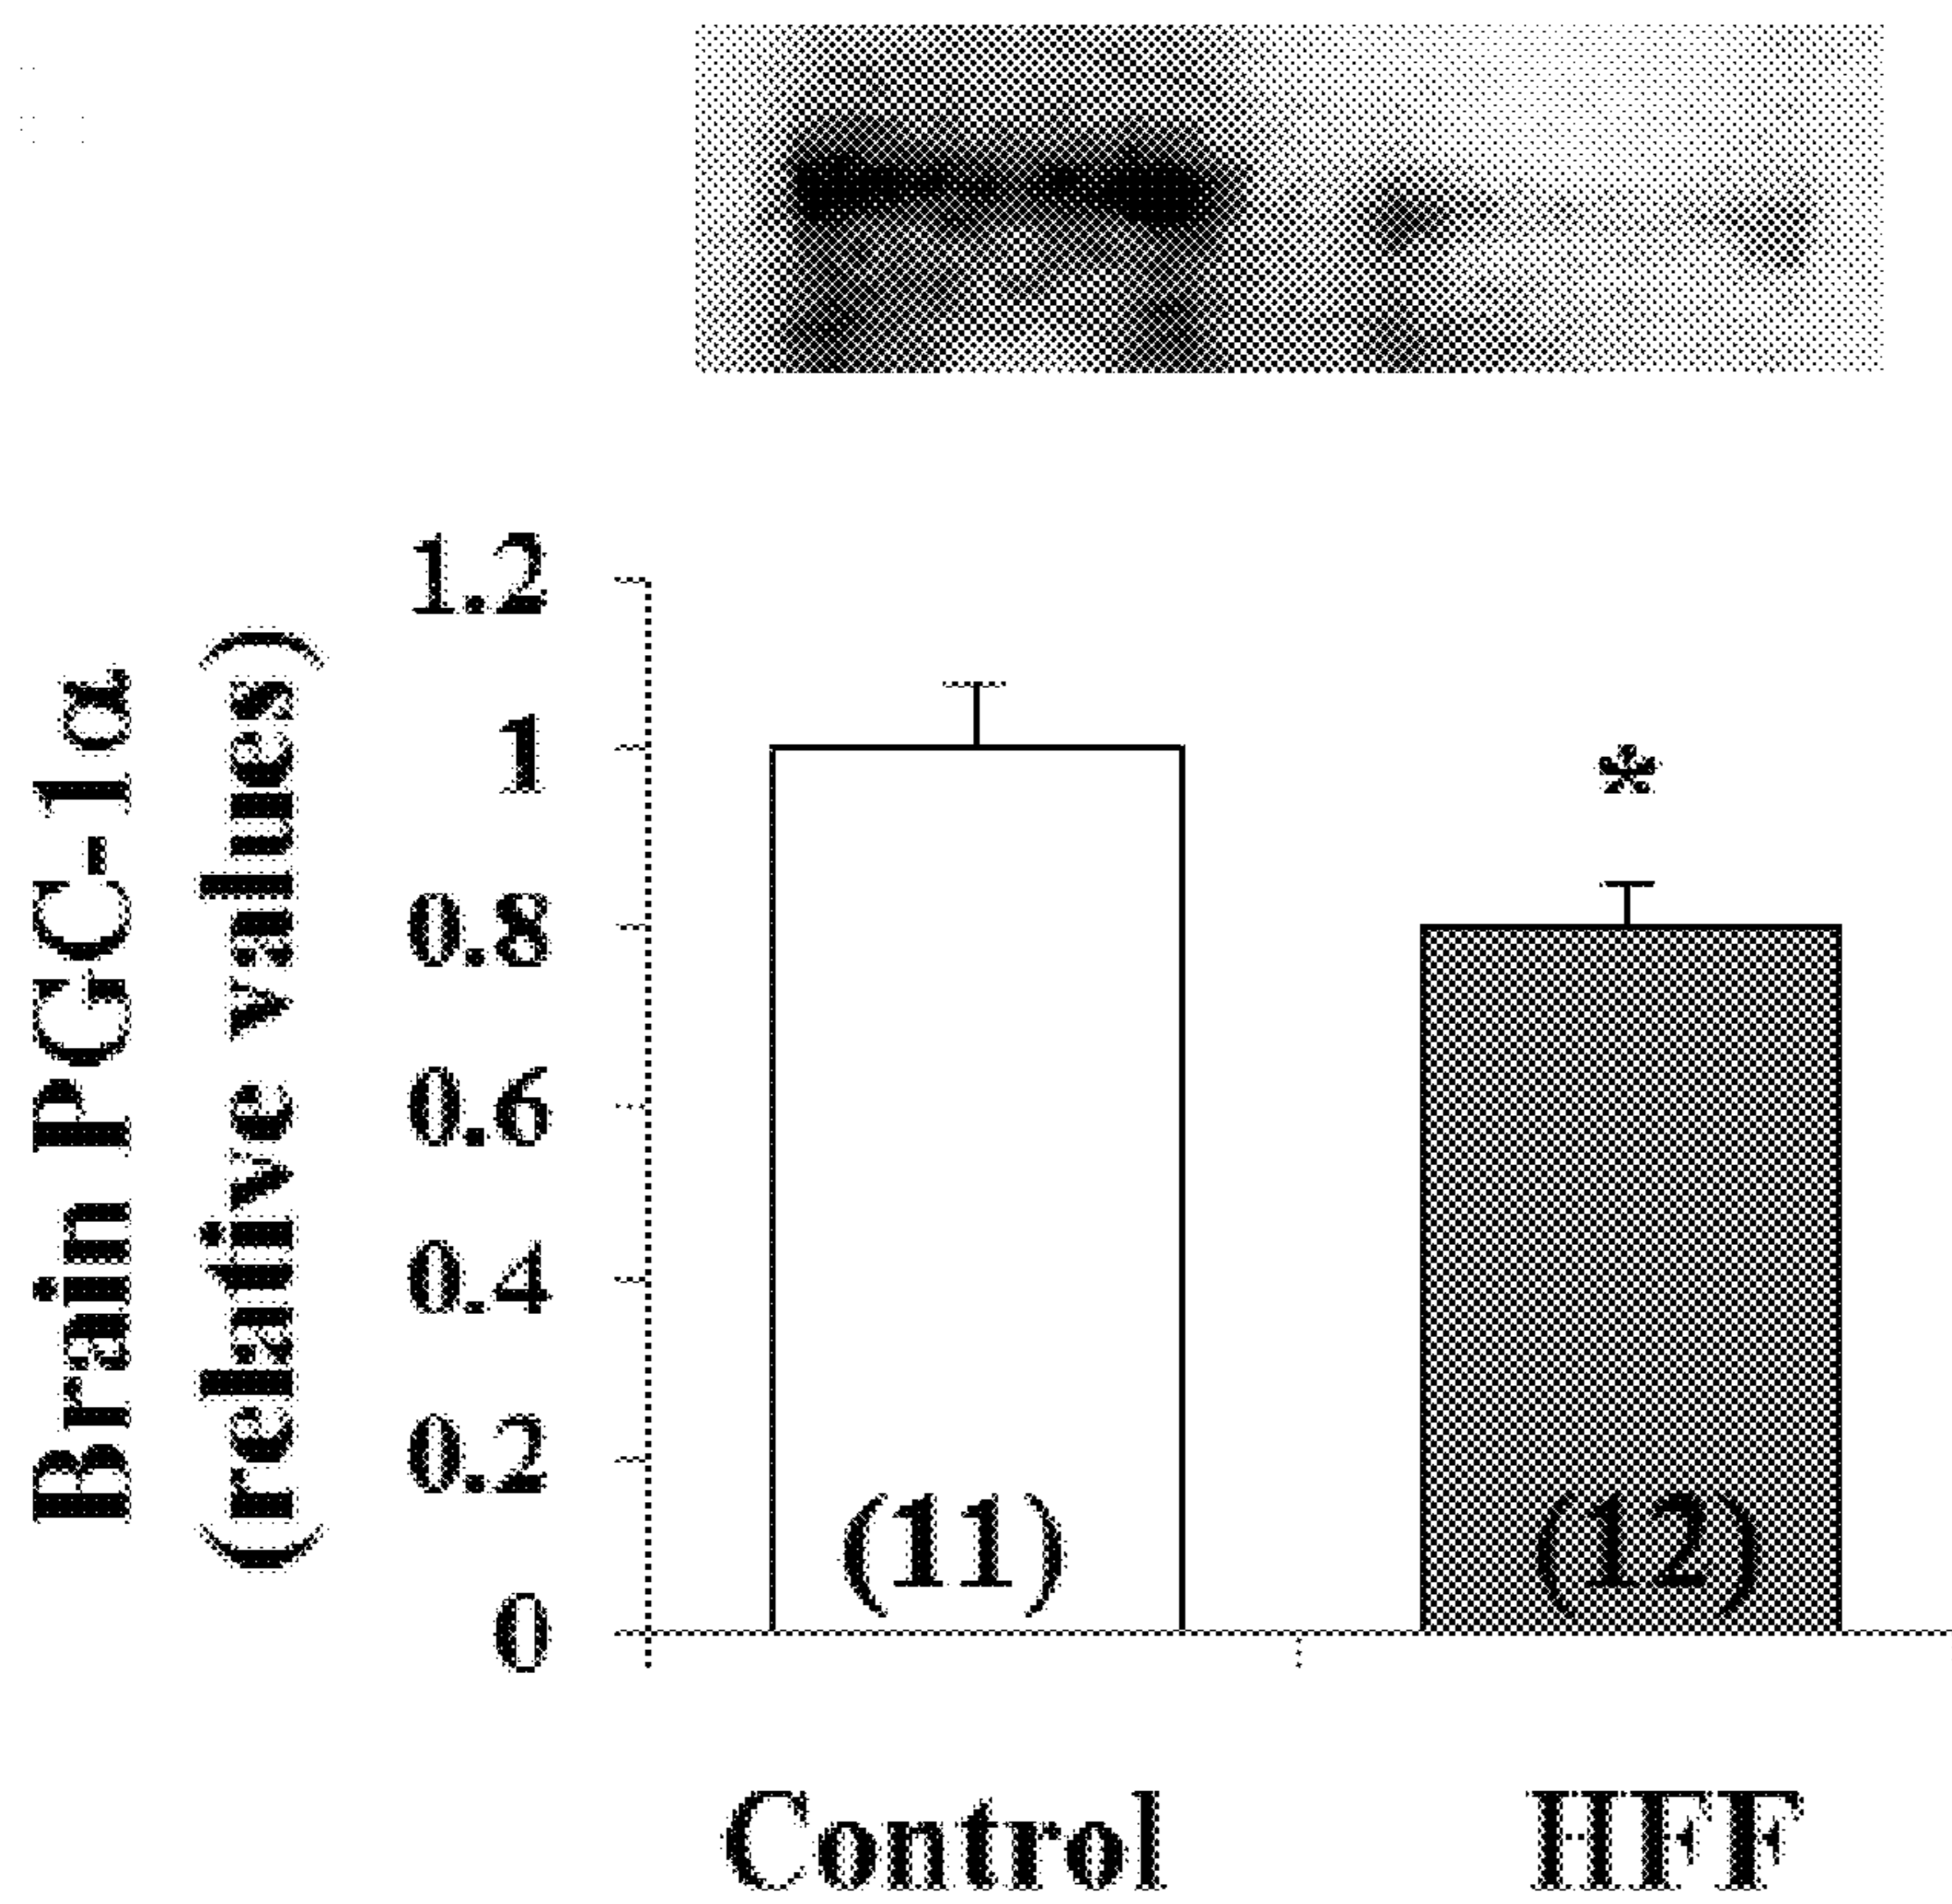 Brain PGC-1α
(relative values)
1.2
1
0.8
0.6
0.4
0.2
0
*
(11)
(12)
Control
HFF